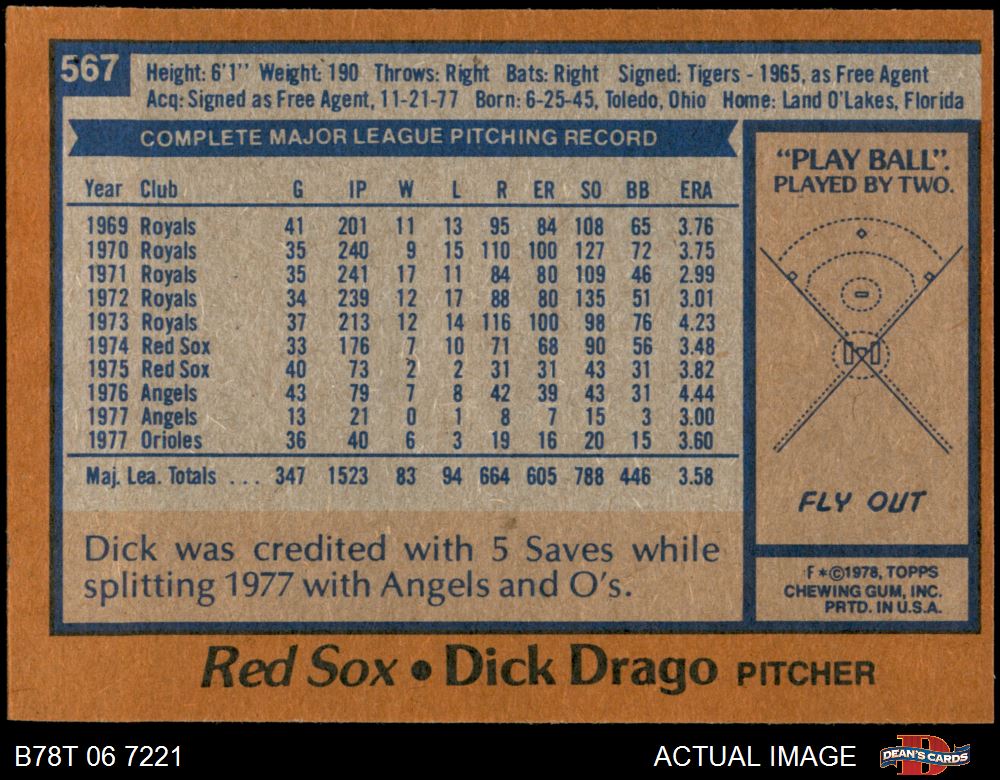 567
Height: 6'1" Weight: 190 Throws: Right Bats: Right Signed: Tigers - 1965, as Free Agent
Acq: Signed as Free Agent, 11-21-77 Born: 6-25-45, Toledo, Ohio Home: Land O'Lakes, Florida
COMPLETE MAJOR LEAGUE PITCHING RECORD
Year Club G IP W L R ER SO BB ERA
1969 Royals 41 201 11 13 95 84 108 65 3.76
1970 Royals 35 240 9 15 110 100 127 72 3.75
1971 Royals 35 241 17 11 84 80 109 46 2.99
1972 Royals 34 239 12 17 88 80 135 51 3.01
1973 Royals 37 213 12 14 116 100 98 76 4.23
1974 Red Sox 33 176 7 10 71 68 90 56 3.48
1975 Red Sox 40 73 2 2 31 31 43 31 3.82
1976 Angels 43 79 7 8 42 39 43 31 4.44
1977 Angels 13 21 0 1 8 7 15 3 3.00
1977 Orioles 36 40 6 3 19 16 20 15 3.60
Maj. Lea. Totals ... 347 1523 83 94 664 605 788 446 3.58
Dick was credited with 5 Saves while
splitting 1977 with Angels and O's.
"PLAY BALL".
PLAYED BY TWO.
FLY OUT
F*©1978, TOPPS
CHEWING GUM, INC.
PRTD. IN U.S.A.
Red Sox • Dick Drago PITCHER
B78T 06 7221
ACTUAL IMAGE
D
DEAN'S CARDS